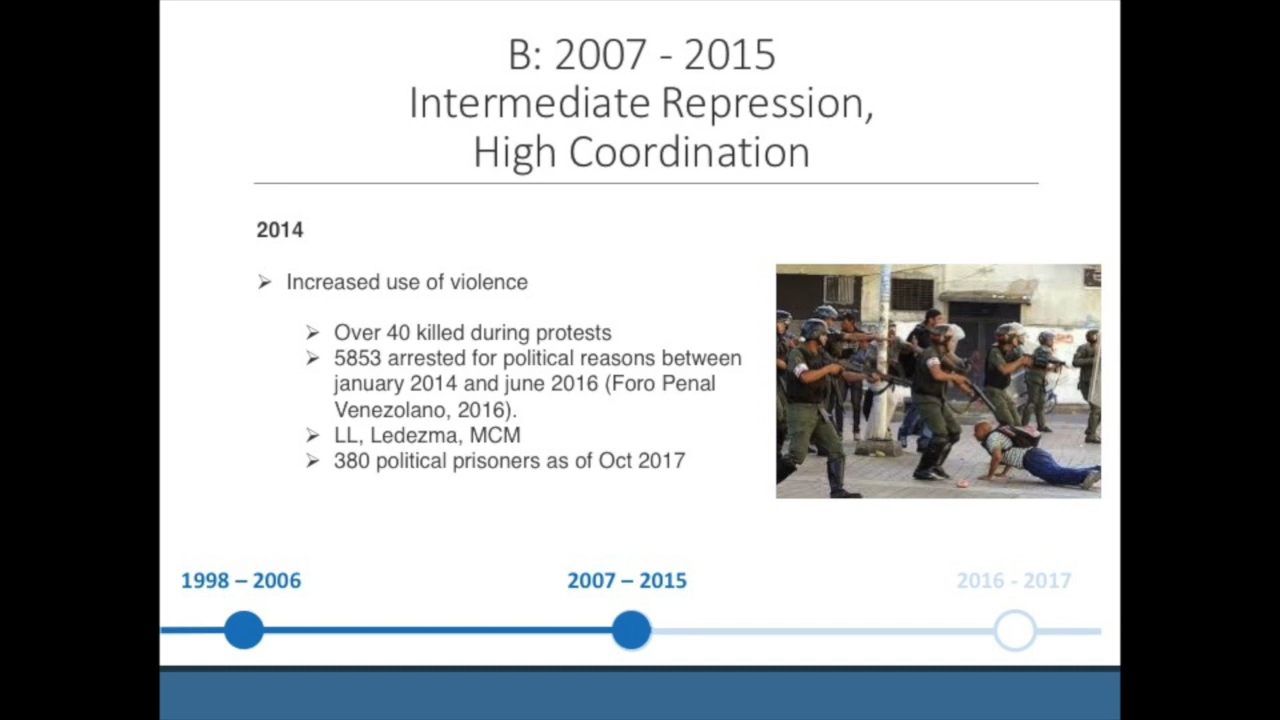 B: 2007 - 2015
Intermediate Repression,
High Coordination
2014
➢ Increased use of violence
➢ Over 40 killed during protests
➢ 5853 arrested for political reasons between
january 2014 and june 2016 (Foro Penal
Venezolano, 2016).
➢ LL, Ledezma, MCM
➢ 380 political prisoners as of Oct 2017
1998 – 2006
2007 – 2015
2016 - 2017